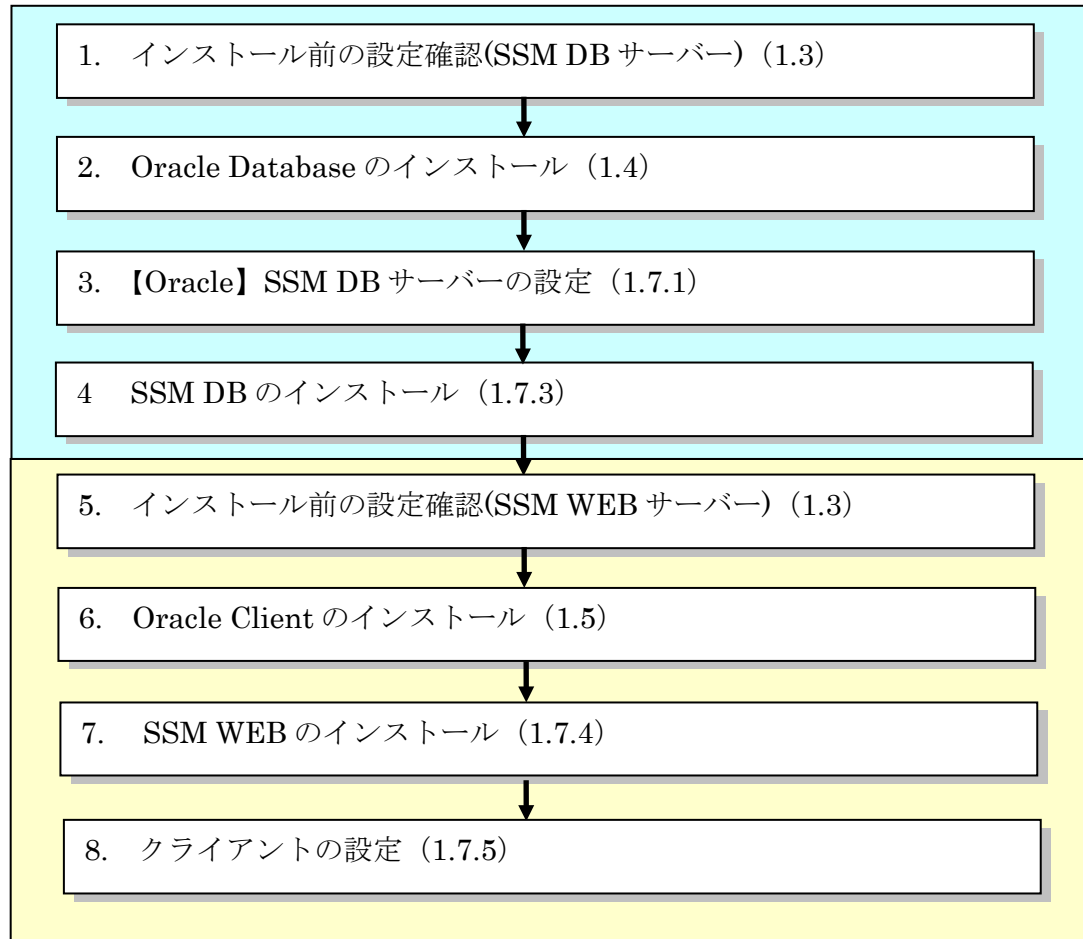 1. インストール前の設定確認(SSM DB サーバー)（1.3）
2. Oracle Database のインストール（1.4）
3. 【Oracle】SSM DB サーバーの設定（1.7.1）
4 SSM DB のインストール（1.7.3）
5. インストール前の設定確認(SSM WEB サーバー)（1.3）
6. Oracle Client のインストール（1.5）
7. SSM WEB のインストール（1.7.4）
8. クライアントの設定（1.7.5）